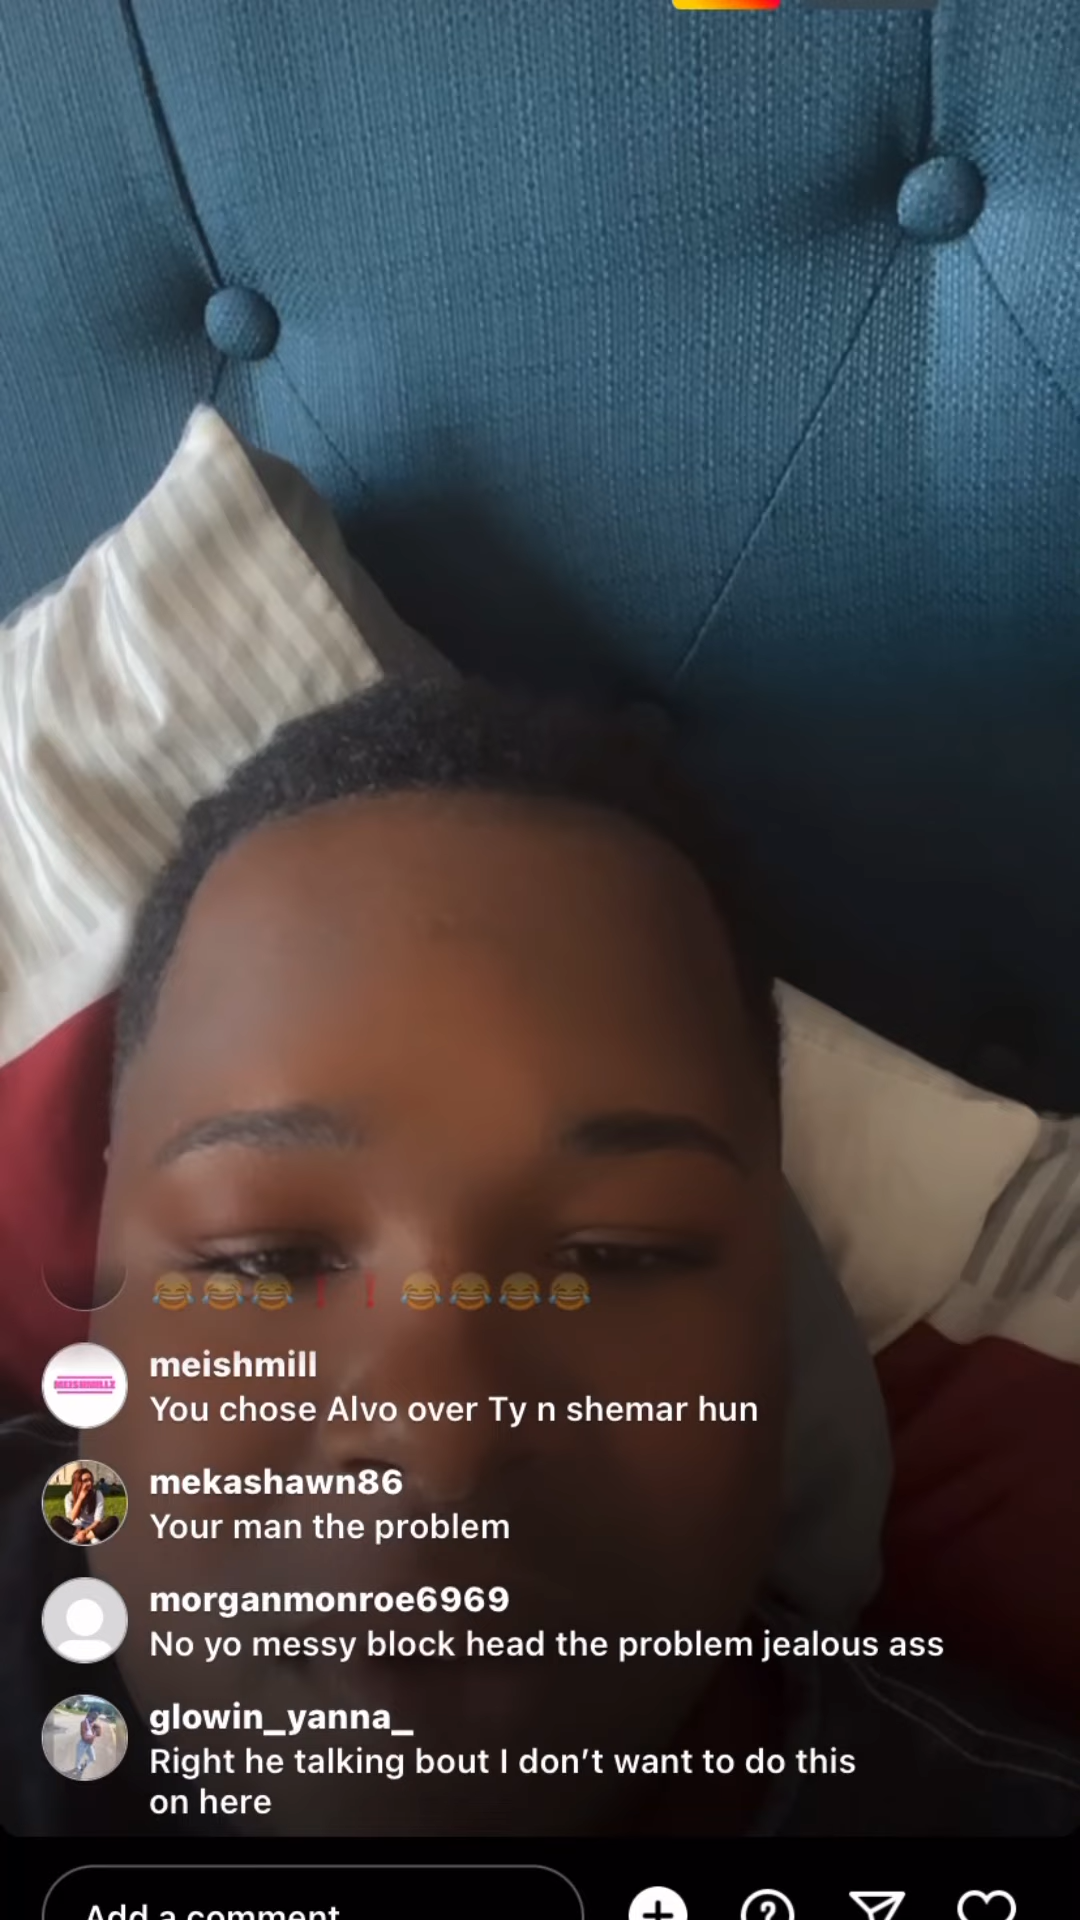 😂😂😂❗❗😂😂😂😂
meishmill
MEISHMILLZ
You chose Alvo over Ty n shemar hun
mekashawn86
Your man the problem
morganmonroe6969
No yo messy block head the problem jealous ass
glowin_yanna_
Right he talking bout I don’t want to do this
on here
Add a comment